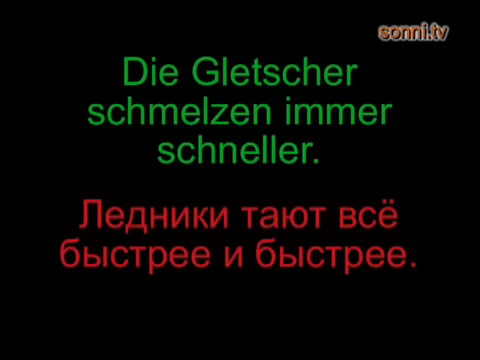 sonni.tv
Die Gletscher
schmelzen immer
schneller.
Ледники тают всё
быстрее и быстрее.